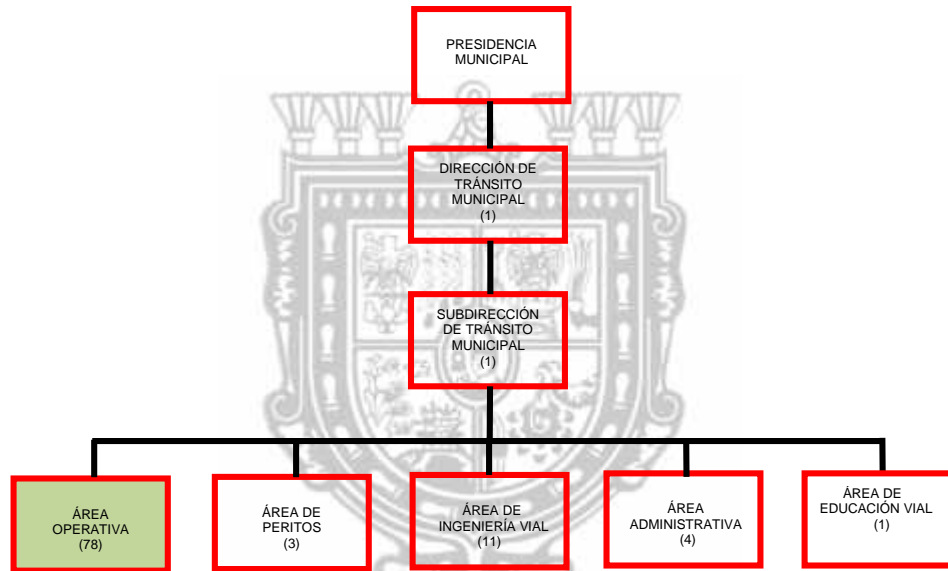 PRESIDENCIA
MUNICIPAL
DIRECCIÓN DE
TRÁNSITO
MUNICIPAL
(1)
SUBDIRECCIÓN
DE TRÁNSITO
MUNICIPAL
(1)
ÁREA
OPERATIVA
(78)
ÁREA DE
PERITOS
(3)
ÁREA DE
INGENIERÍA VIAL
(11)
ÁREA
ADMINISTRATIVA
(4)
ÁREA DE
EDUCACIÓN VIAL
(1)